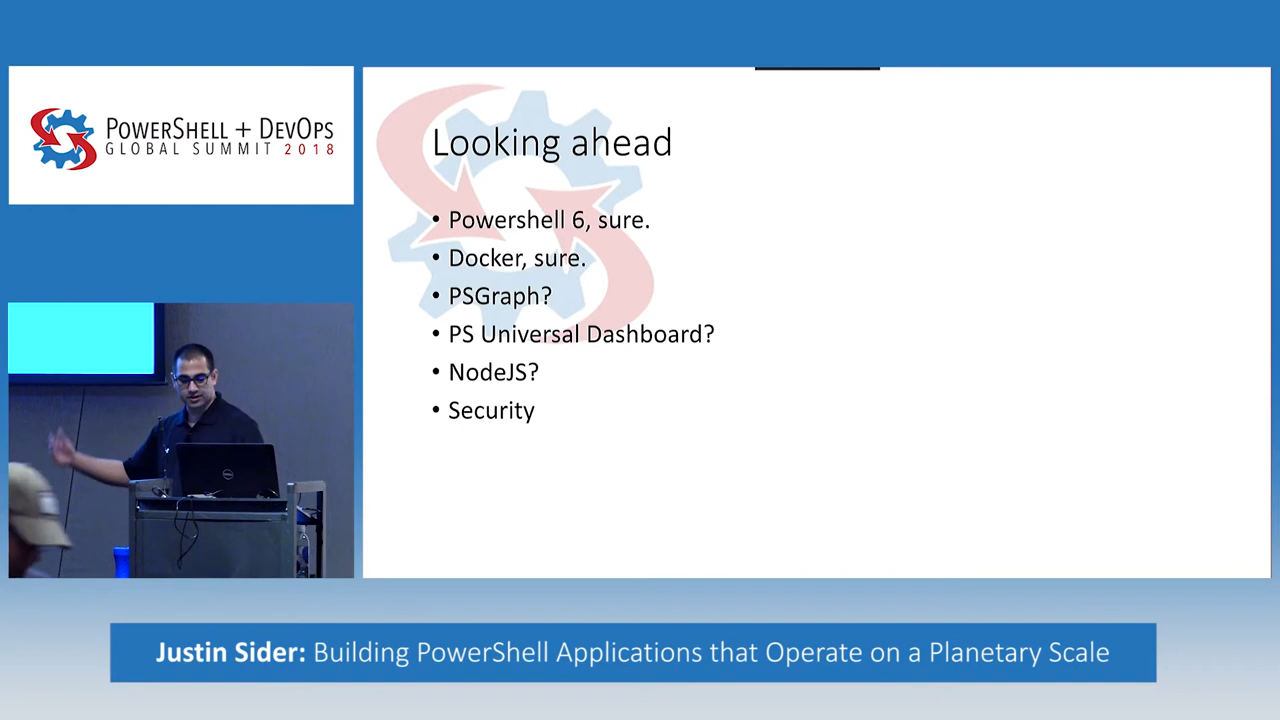 POWERSHELL + DEVOPS
GLOBAL SUMMIT 2018
Looking ahead
• Powershell 6, sure.
• Docker, sure.
• PSGraph?
• PS Universal Dashboard?
• NodeJS?
• Security
Justin Sider: Building PowerShell Applications that Operate on a Planetary Scale